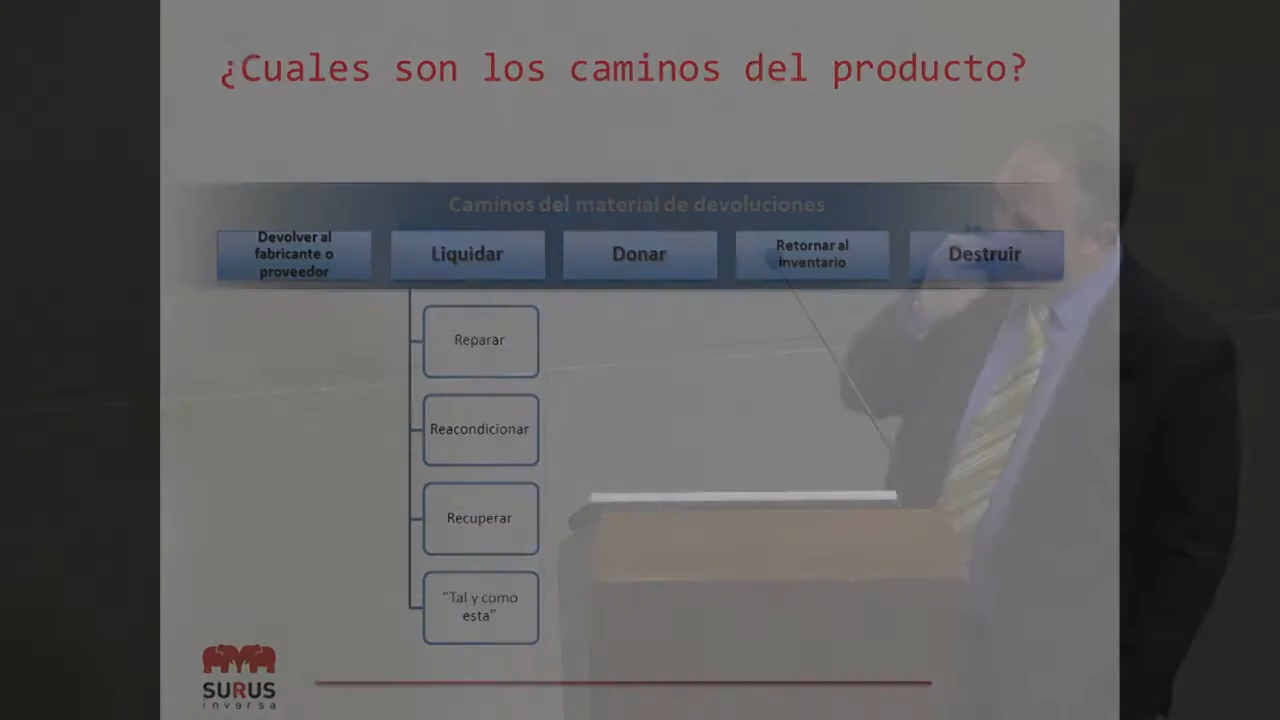 ¿Cuales son los caminos del producto?
Caminos del material de devoluciones
Devolver al
fabricante o
proveedor
Liquidar
Donar
Retornar al
inventario
Destruir
Reparar
Reacondicionar
Recuperar
"Tal y como
esta"
SURUS
inversa